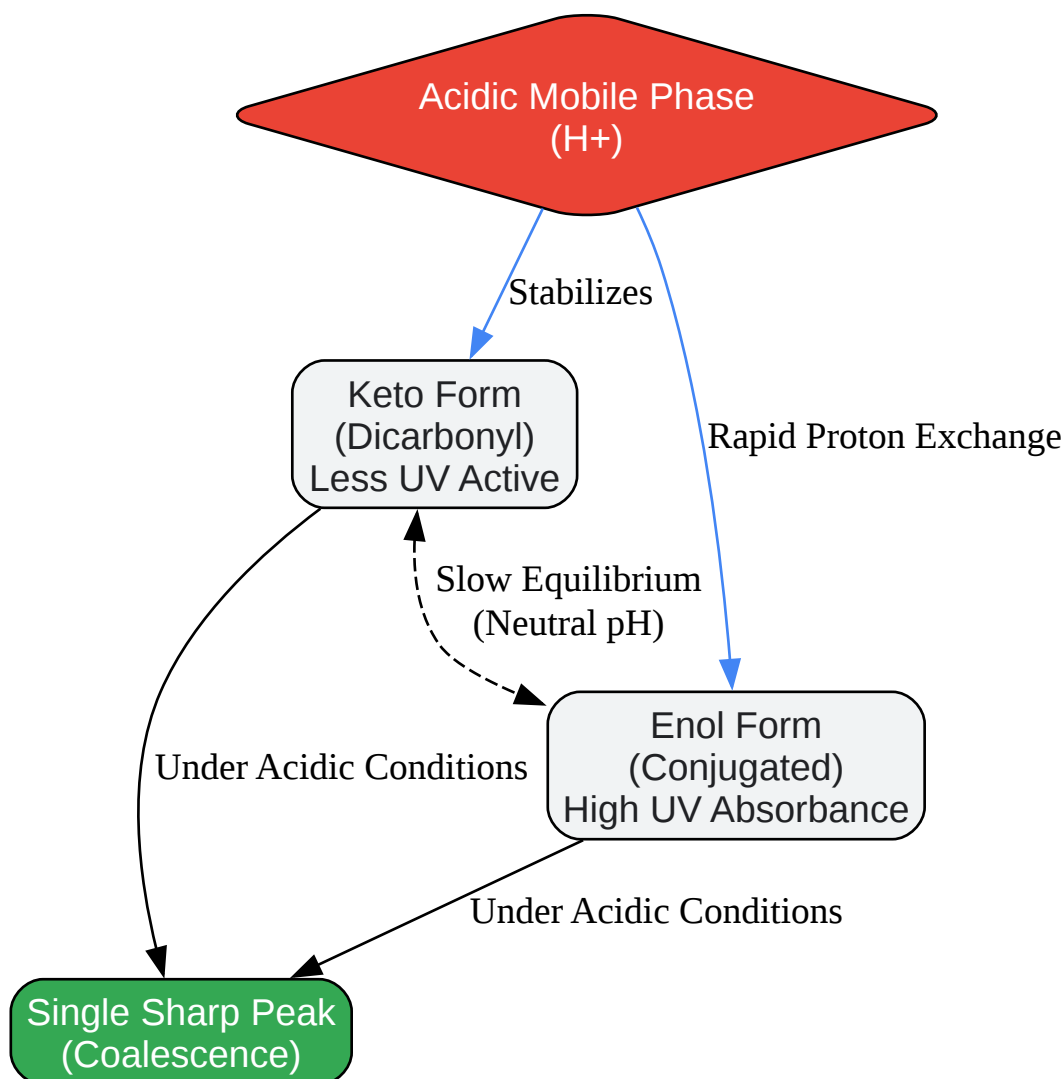 Acidic Mobile Phase
(H+)
Stabilizes
Keto Form
(Dicarbonyl)
Less UV Active
Rapid Proton Exchange
Slow Equilibrium
(Neutral pH)
Enol Form
(Conjugated)
High UV Absorbance
Under Acidic Conditions
Under Acidic Conditions
Single Sharp Peak
(Coalescence)